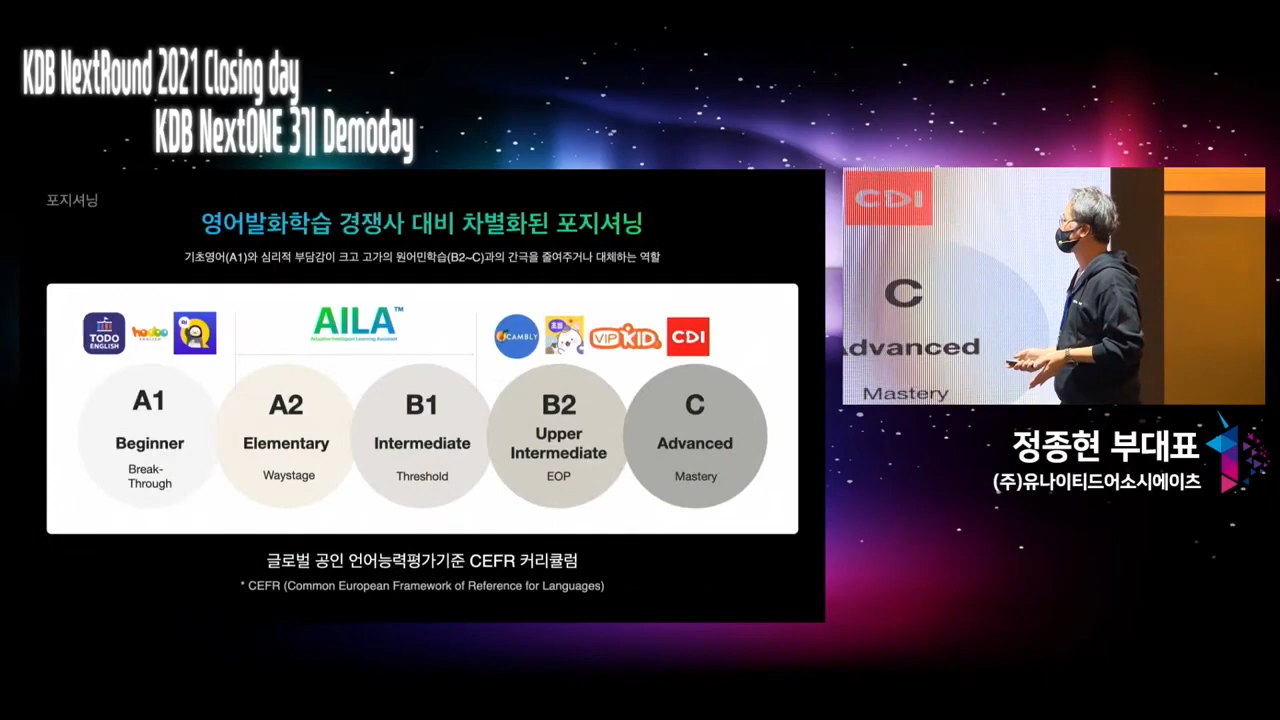 KDB NextRound 2021 Closing day
KDB NextONE 3기 Demoday
포지셔닝
영어발화학습 경쟁사 대비 차별화된 포지셔닝
기초영어(A1)와 심리적 부담감이 크고 고가의 원어민학습(B2~C)과의 간극을 줄여주거나 대체하는 역할
TODO
ENGLISH
hodoo
ENGLISH
AI
AILA™
Adaptive Intelligent Learning Assistant
CAMBLY
VIPKID
CDI
A1
Beginner
Break-
Through
A2
Elementary
Waystage
B1
Intermediate
Threshold
B2
Upper
Intermediate
EOP
C
Advanced
Mastery
글로벌 공인 언어능력평가기준 CEFR 커리큘럼
* CEFR (Common European Framework of Reference for Languages)
CDI
C
Advanced
Mastery
정종현 부대표
(주)유나이티드어소시에이츠